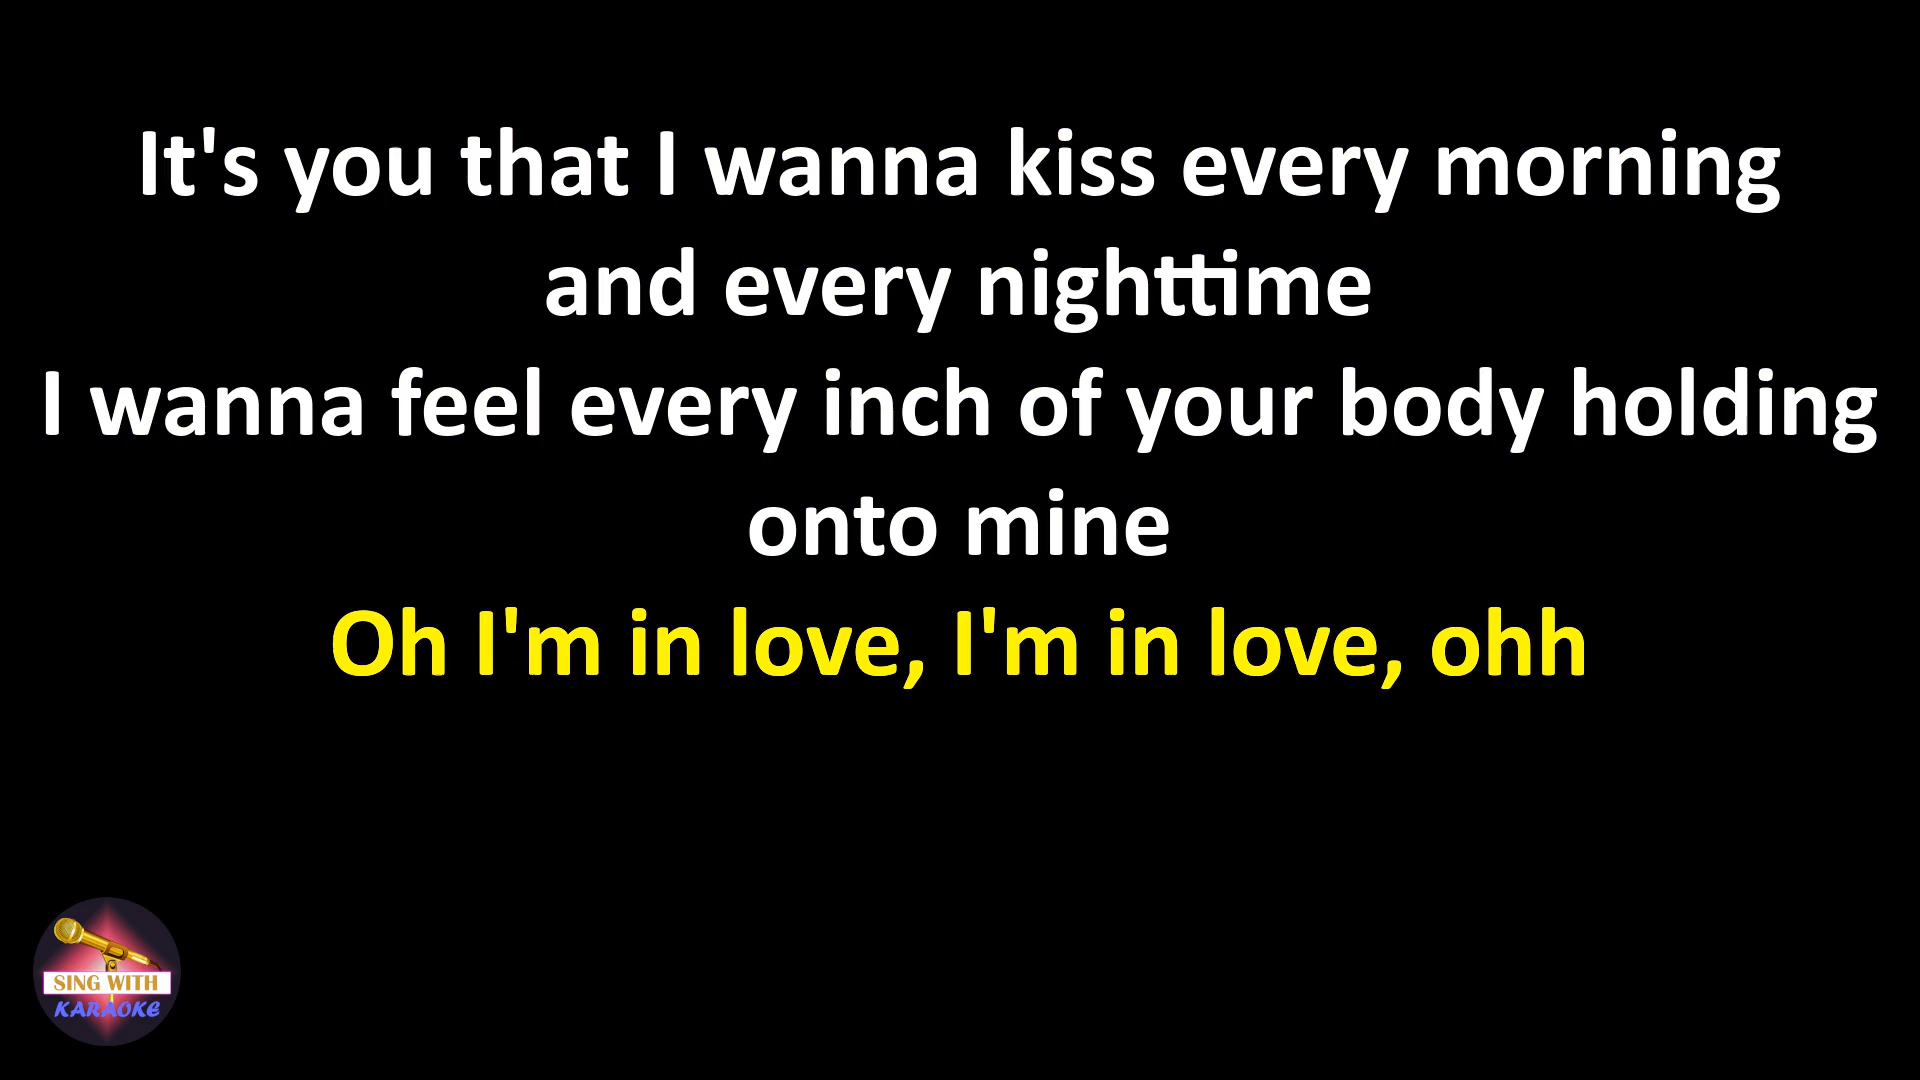 It's you that I wanna kiss every morning
and every nighttime
I wanna feel every inch of your body holding
onto mine
Oh I'm in love, I'm in love, ohh
SING WITH
KARAOKE